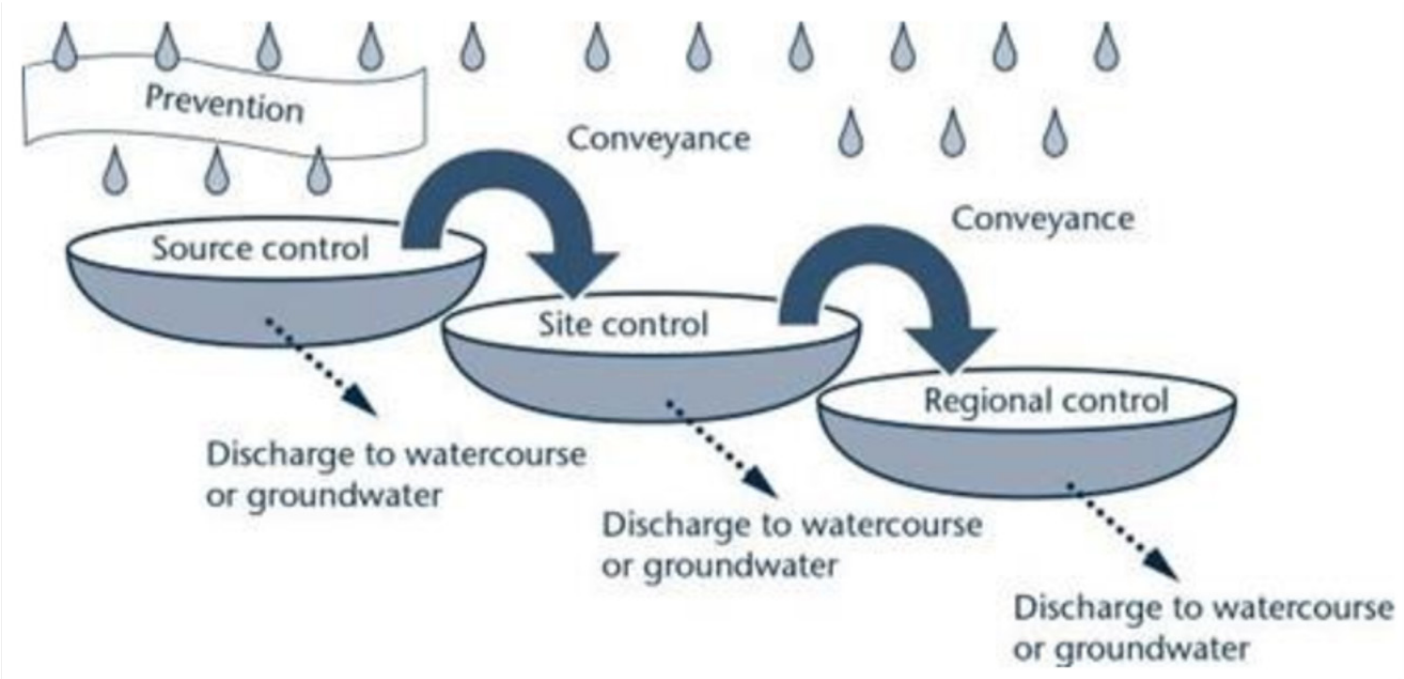 Prevention
Conveyance
Conveyance
Source control
Site control
Regional control
Discharge to watercourse
or groundwater
Discharge to watercourse
or groundwater
Discharge to watercourse
or groundwater